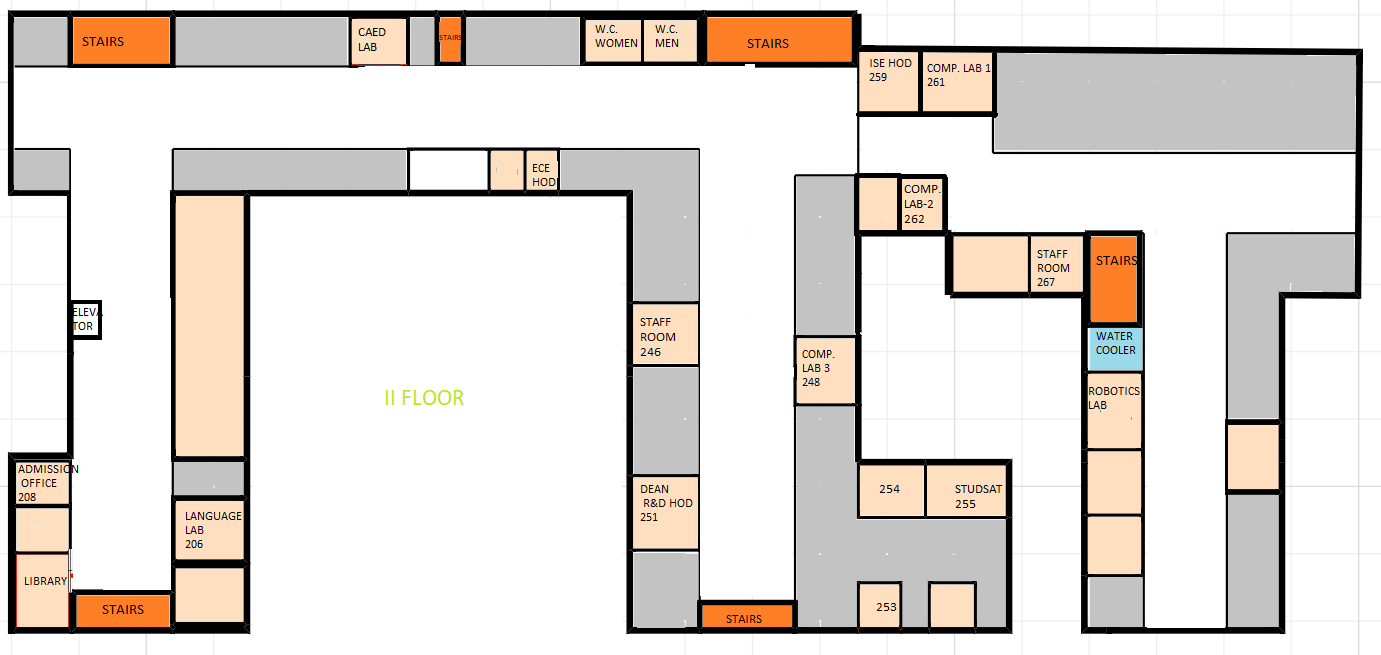 STAIRS
CAED
LAB
STAIRS
W.C.
WOMEN
W.C.
MEN
STAIRS
ISE HOD
259
COMP. LAB 1
261
ECE
HOD
COMP.
LAB-2
262
STAFF
ROOM
267
STAIRS
ELEVA
TOR
STAFF
ROOM
246
COMP.
LAB 3
248
WATER
COOLER
ROBOTICS
LAB
II FLOOR
ADMISSION
OFFICE
208
LANGUAGE
LAB
206
DEAN
R&D HOD
251
254
STUDSAT
255
LIBRARY
STAIRS
STAIRS
253